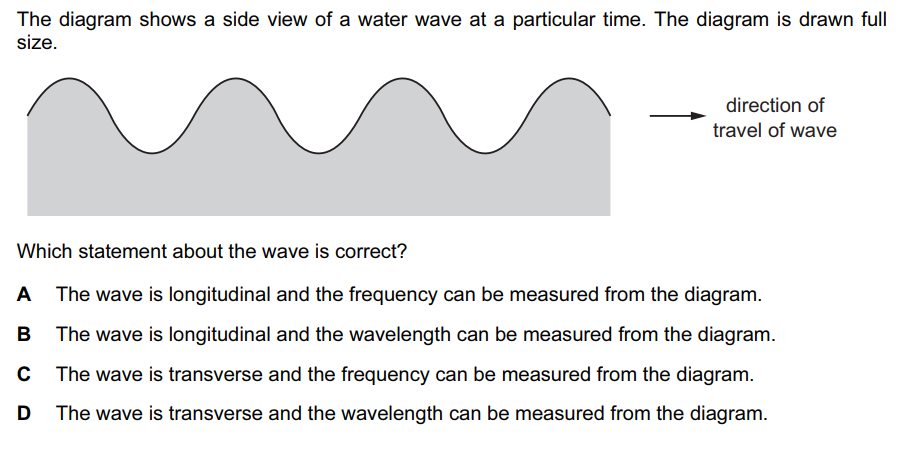 The diagram shows a side view of a water wave at a particular time. The diagram is drawn full
size.
direction of
travel of wave
Which statement about the wave is correct?
A The wave is longitudinal and the frequency can be measured from the diagram.
B The wave is longitudinal and the wavelength can be measured from the diagram.
C The wave is transverse and the frequency can be measured from the diagram.
D The wave is transverse and the wavelength can be measured from the diagram.